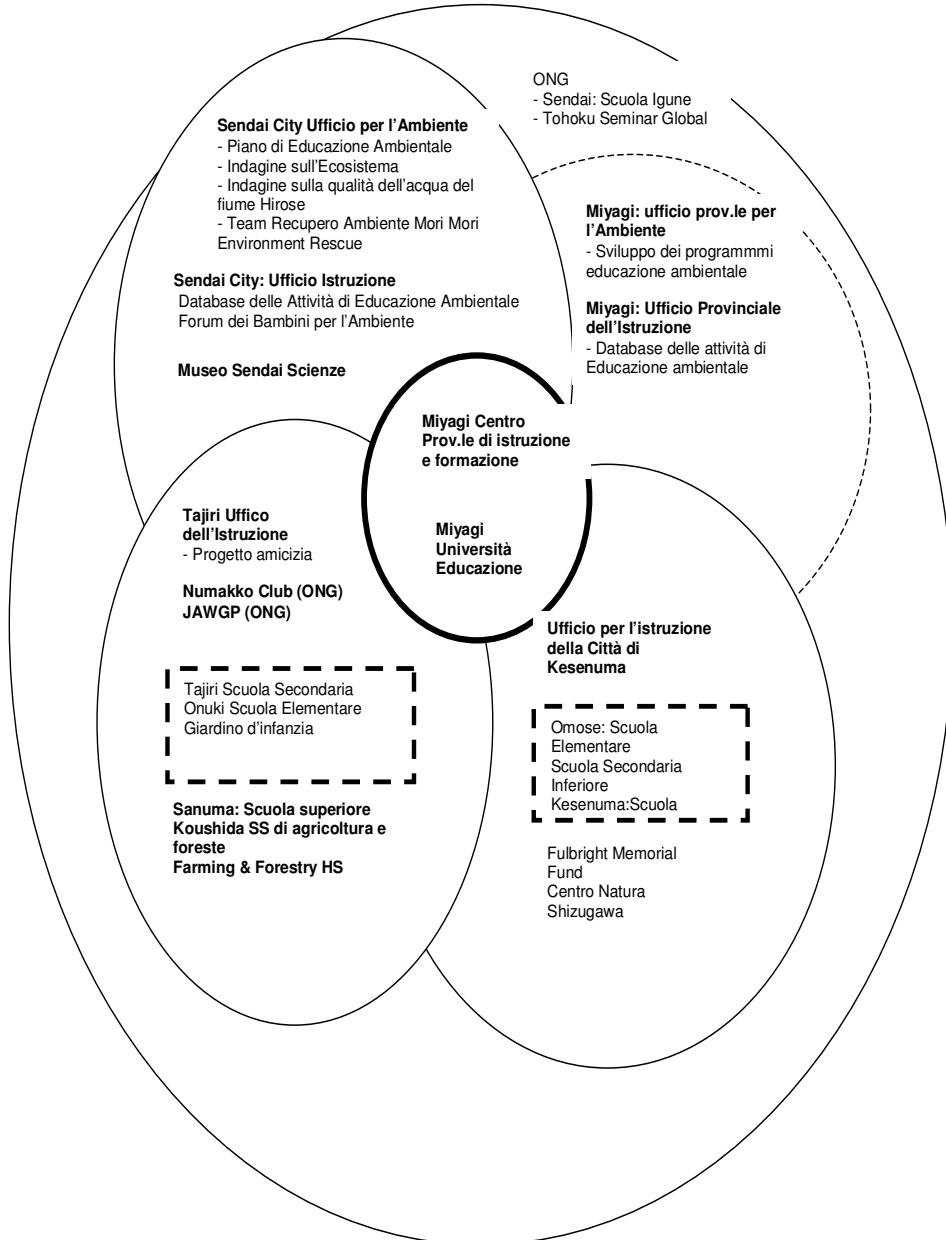 ONG
- Sendai: Scuola Igune
- Tohoku Seminar Global
Sendai City Ufficio per l'Ambiente
- Piano di Educazione Ambientale
- Indagine sull'Ecosistema
- Indagine sulla qualità dell'acqua del
fiume Hirose
- Team Recupero Ambiente Mori Mori
Environment Rescue
Sendai City: Ufficio Istruzione
Database delle Attività di Educazione Ambientale
Forum dei Bambini per l'Ambiente
Museo Sendai Scienze
Miyagi: ufficio prov.le per
l'Ambiente
- Sviluppo dei programmmi
educazione ambientale
Miyagi: Ufficio Provinciale
dell'Istruzione
- Database delle attività di
Educazione ambientale
Miyagi Centro
Prov.le di istruzione
e formazione
Miyagi
Università
Educazione
Tajiri Uffico
dell'Istruzione
- Progetto amicizia
Numakko Club (ONG)
JAWGP (ONG)
Tajiri Scuola Secondaria
Onuki Scuola Elementare
Giardino d'infanzia
Sanuma: Scuola superiore
Koushida SS di agricoltura e
foreste
Farming & Forestry HS
Ufficio per l'istruzione
della Città di
Kesenuma
Omose: Scuola
Elementare
Scuola Secondaria
Inferiore
Kesenuma:Scuola
Fulbright Memorial
Fund
Centro Natura
Shizugawa